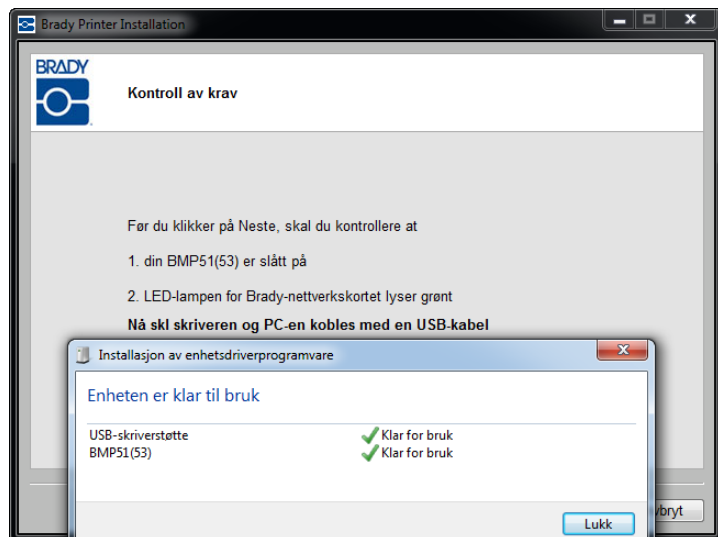 Brady Printer Installation
BRADY
Kontroll av krav
Før du klikker på Neste, skal du kontrollere at
1. din BMP51(53) er slått på
2. LED-lampen for Brady-nettverkskortet lyser grønt
Nå skl skriveren og PC-en kobles med en USB-kabel
Installasjon av enhetsdriverprogramvare
Enheten er klar til bruk
USB-skriverstøtte Klar for bruk
BMP51(53) Klar for bruk
vbryt
Lukk